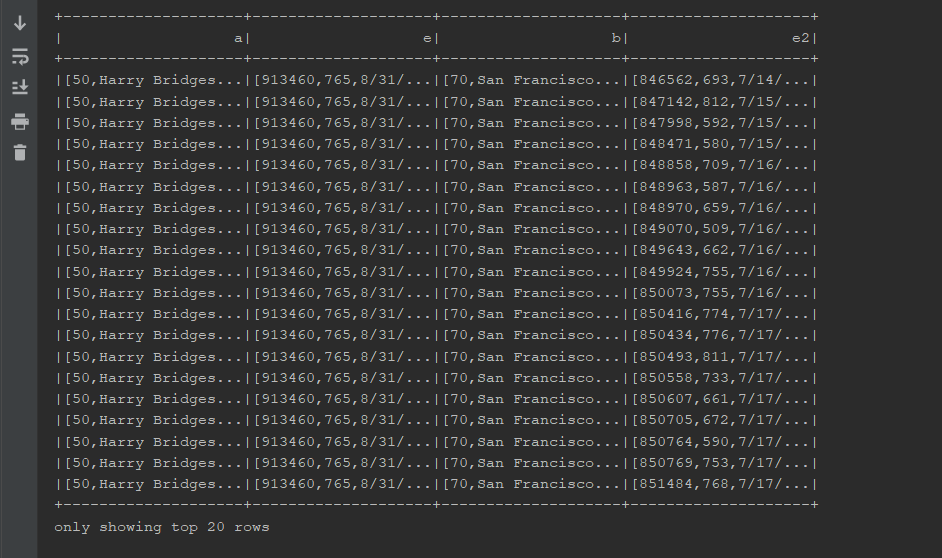 +--------------------+--------------------+--------------------+--------------------+
|                   a|                   e|                   b|                  e2|
+--------------------+--------------------+--------------------+--------------------+
|[50,Harry Bridges...|[913460,765,8/31/...|[70,San Francisco...|[846562,693,7/14/...|
|[50,Harry Bridges...|[913460,765,8/31/...|[70,San Francisco...|[847142,812,7/15/...|
|[50,Harry Bridges...|[913460,765,8/31/...|[70,San Francisco...|[847998,592,7/15/...|
|[50,Harry Bridges...|[913460,765,8/31/...|[70,San Francisco...|[848471,580,7/15/...|
|[50,Harry Bridges...|[913460,765,8/31/...|[70,San Francisco...|[848858,709,7/16/...|
|[50,Harry Bridges...|[913460,765,8/31/...|[70,San Francisco...|[848963,587,7/16/...|
|[50,Harry Bridges...|[913460,765,8/31/...|[70,San Francisco...|[848970,659,7/16/...|
|[50,Harry Bridges...|[913460,765,8/31/...|[70,San Francisco...|[849070,509,7/16/...|
|[50,Harry Bridges...|[913460,765,8/31/...|[70,San Francisco...|[849643,662,7/16/...|
|[50,Harry Bridges...|[913460,765,8/31/...|[70,San Francisco...|[849924,755,7/16/...|
|[50,Harry Bridges...|[913460,765,8/31/...|[70,San Francisco...|[850073,755,7/16/...|
|[50,Harry Bridges...|[913460,765,8/31/...|[70,San Francisco...|[850416,774,7/17/...|
|[50,Harry Bridges...|[913460,765,8/31/...|[70,San Francisco...|[850434,776,7/17/...|
|[50,Harry Bridges...|[913460,765,8/31/...|[70,San Francisco...|[850493,811,7/17/...|
|[50,Harry Bridges...|[913460,765,8/31/...|[70,San Francisco...|[850558,733,7/17/...|
|[50,Harry Bridges...|[913460,765,8/31/...|[70,San Francisco...|[850607,661,7/17/...|
|[50,Harry Bridges...|[913460,765,8/31/...|[70,San Francisco...|[850705,672,7/17/...|
|[50,Harry Bridges...|[913460,765,8/31/...|[70,San Francisco...|[850764,590,7/17/...|
|[50,Harry Bridges...|[913460,765,8/31/...|[70,San Francisco...|[850769,753,7/17/...|
|[50,Harry Bridges...|[913460,765,8/31/...|[70,San Francisco...|[851484,768,7/17/...|
+--------------------+--------------------+--------------------+--------------------+
only showing top 20 rows